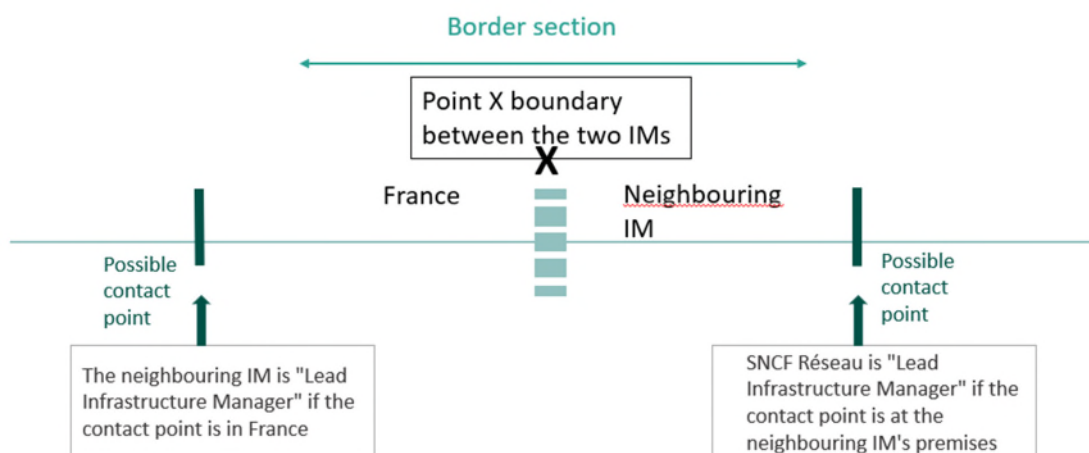 Border section
Point X boundary
between the two IMs
X
France
Neighbouring
IM
Possible
contact
point
Possible
contact
point
The neighbouring IM is "Lead
Infrastructure Manager" if the
contact point is in France
SNCF Réseau is "Lead
Infrastructure Manager" if the
contact point is at the
neighbouring IM's premises